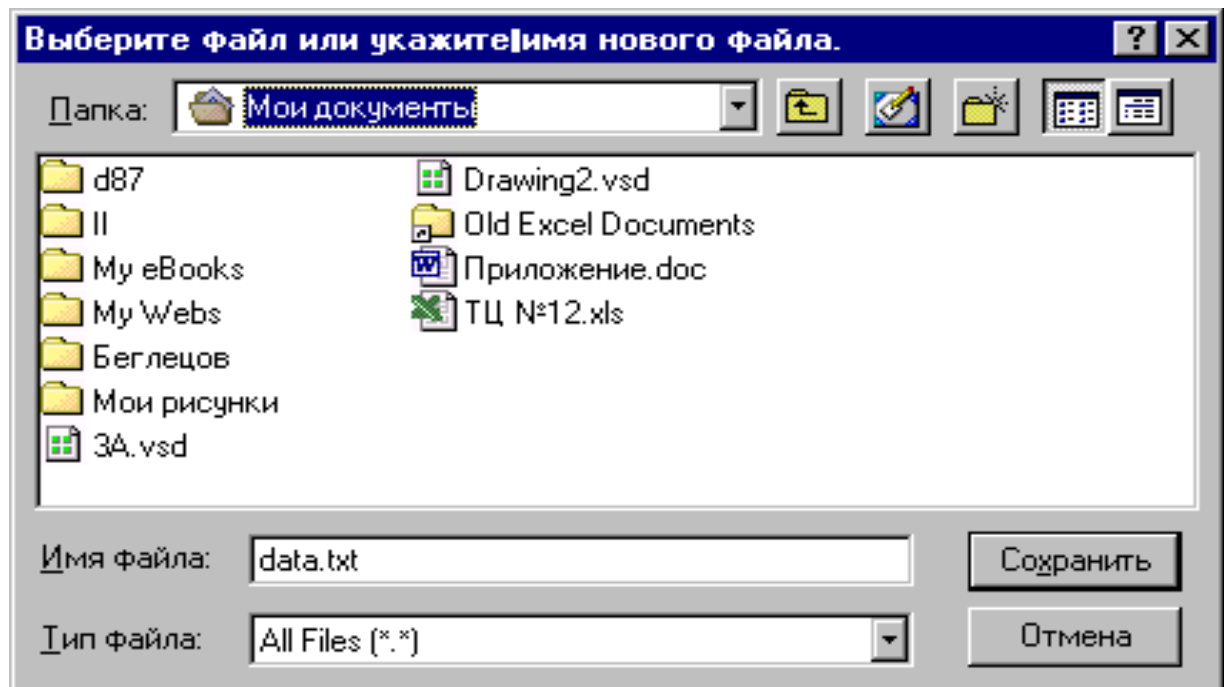 Выберите файл или укажите|имя нового файла.
Папка: Мои документы
d87
II
My eBooks
My Webs
Беглецов
Мои рисунки
3A.vsd
Drawing2.vsd
Old Excel Documents
Приложение.doc
ТЦ №12.xls
Имя файла: data.txt
Сохранить
Тип файла: All Files (*.*)
Отмена